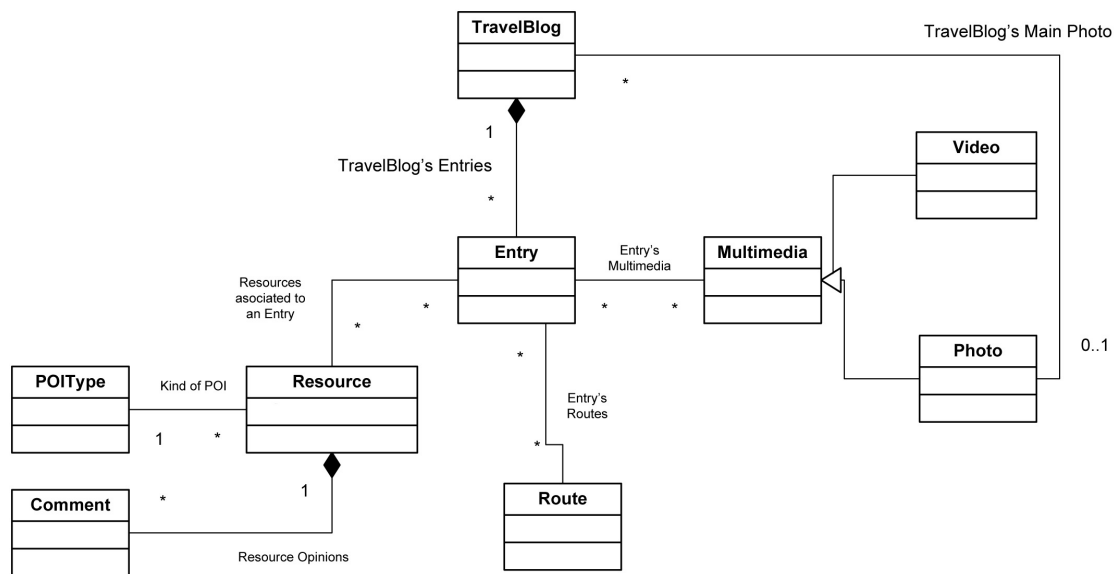 TravelBlog
TravelBlog's Main Photo
*
1
Video
TravelBlog's Entries
*
Entry
Entry's
Multimedia
Multimedia
Resources
asociated to
an Entry
*
*
*
*
*
0..1
Photo
POIType
Kind of POI
Resource
Entry's
Routes
1
*
*
Comment
*
1
Route
Resource Opinions